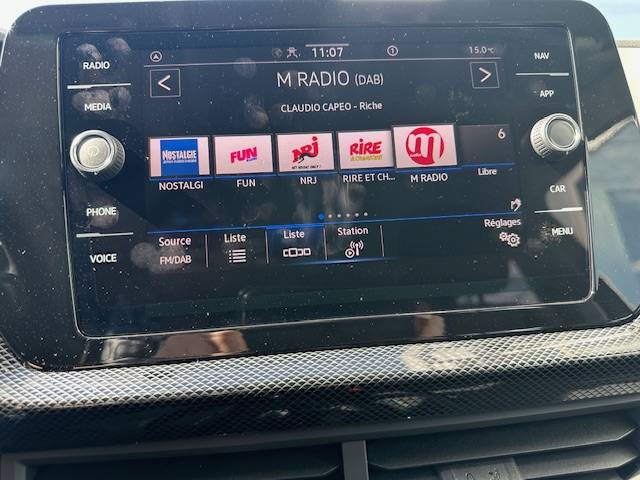 RADIO
MEDIA
PHONE
VOICE
11:07
15.0°C
M RADIO (DAB)
CLAUDIO CAPEO - Riche
NOSTALGIE
FUN
NRJ
RIRE
& CHANSONS
m
6
NOSTALGI
FUN
NRJ
RIRE ET CH...
M RADIO
Libre
Source
FM/DAB
Liste
Liste
Station
Réglages
NAV
APP
CAR
MENU